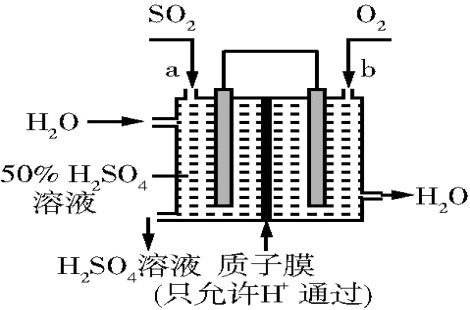 SO₂
O₂
a
b
H₂O
50% H₂SO₄
溶液
H₂O
H₂SO₄溶液
质子膜
(只允许H⁺ 通过)